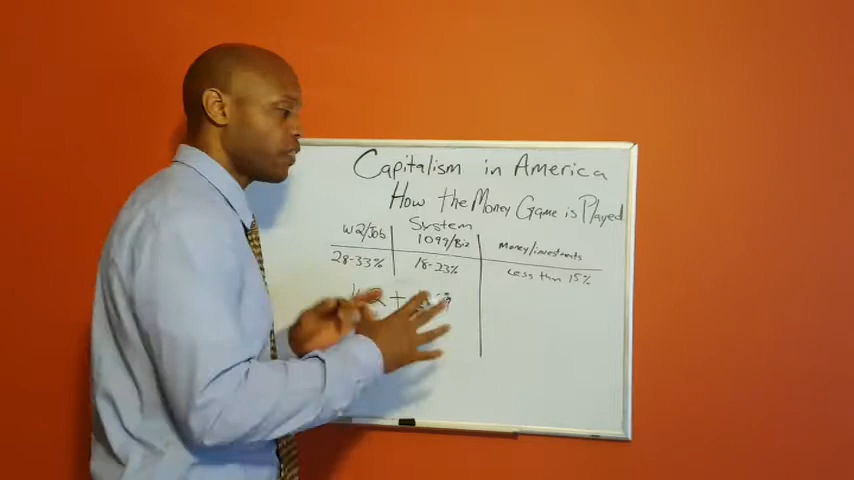 Capitalism in America
How the Money Game is Played
System
W2/Job 1099/Biz Money/investments
28-33% 18-23% Less than 15%
W2 +